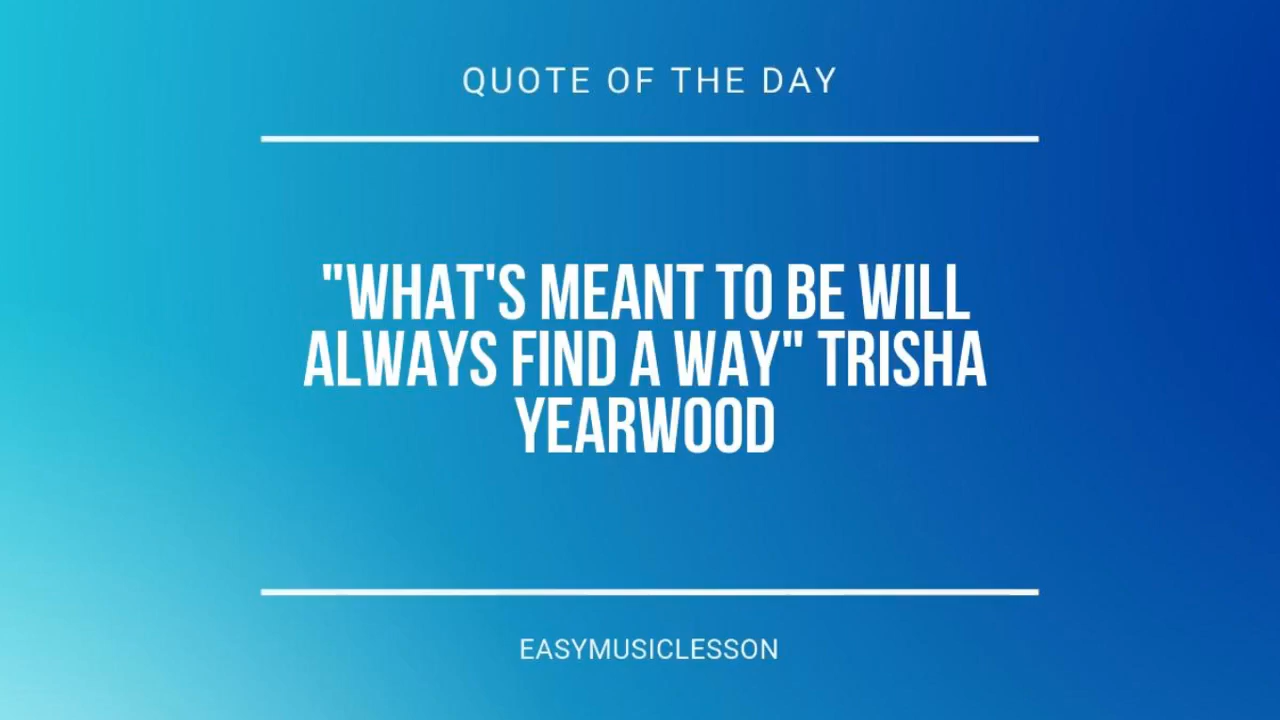 QUOTE OF THE DAY
"WHAT'S MEANT TO BE WILL
ALWAYS FIND A WAY" TRISHA
YEARWOOD
EASYMUSICLESSON